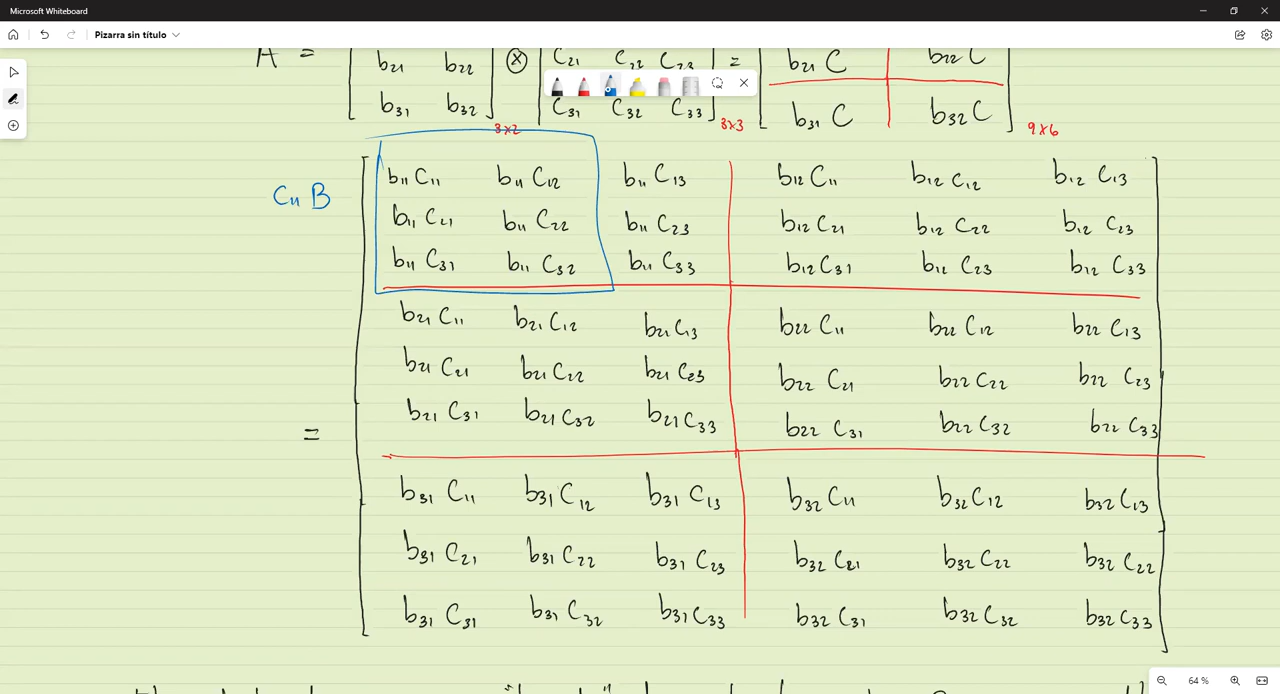 Microsoft Whiteboard
Pizarra sin título
A =
b21 b22 ⊗ C21 C22 C23 = b21 C b22 C
b31 b32 C31 C32 C33 b31 C b32 C
3x2 3x3 9x6
C11 B
b11 C11 b11 C12 b11 C13 b12 C11 b12 C12 b12 C13
b11 C21 b11 C22 b11 C23 b12 C21 b12 C22 b12 C23
b11 C31 b11 C32 b11 C33 b12 C31 b12 C23 b12 C33
b21 C11 b21 C12 b21 C13 b22 C11 b22 C12 b22 C13
b21 C21 b21 C22 b21 C23 b22 C21 b22 C22 b22 C23
b21 C31 b21 C32 b21 C33 b22 C31 b22 C32 b22 C33
=
b31 C11 b31 C12 b31 C13 b32 C11 b32 C12 b32 C13
b31 C21 b31 C22 b31 C23 b32 C21 b32 C22 b32 C22
b31 C31 b31 C32 b31 C33 b32 C31 b32 C32 b32 C33
64 %